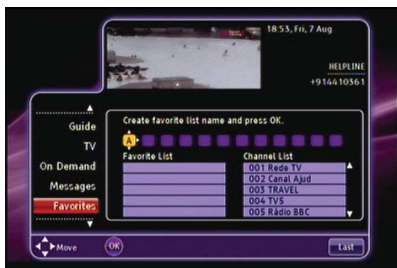 18:53, Fri, 7 Aug
HELPLINE
+914410361
Guide
TV
On Demand
Messages
Favorites
Create favorite list name and press OK.
A
Favorite List
Channel List
001 Rede TV
002 Canal Ajud
003 TRAVEL
004 TV5
005 Rádio BBC
Move
OK
Last